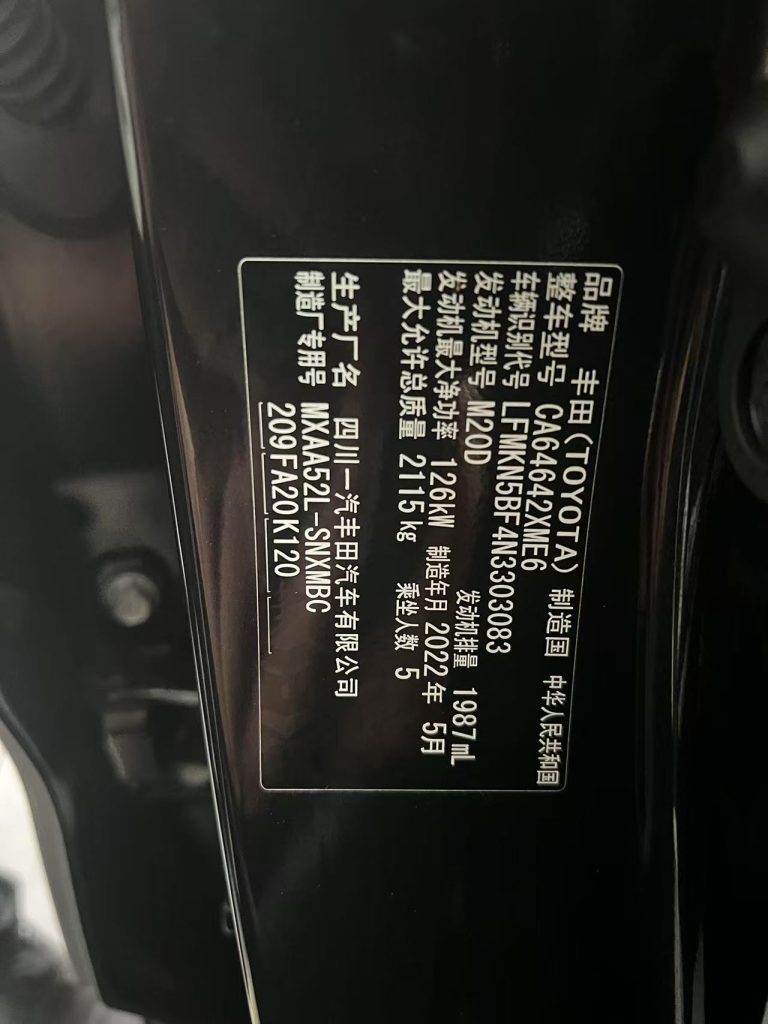 品牌 丰田(TOYOTA) 制造国 中华人民共和国
整车型号 CA64642XME6
车辆识别代号 LFMKN5BF4N3303083
发动机型号 M20D 发动机排量 1987mL
发动机最大净功率 126kW 制造年月 2022年 5月
最大允许总质量 2115kg 乘坐人数 5
生产厂名 四川一汽丰田汽车有限公司
制造厂专用号 MXAA52L-SNXMBC
209FA20K120